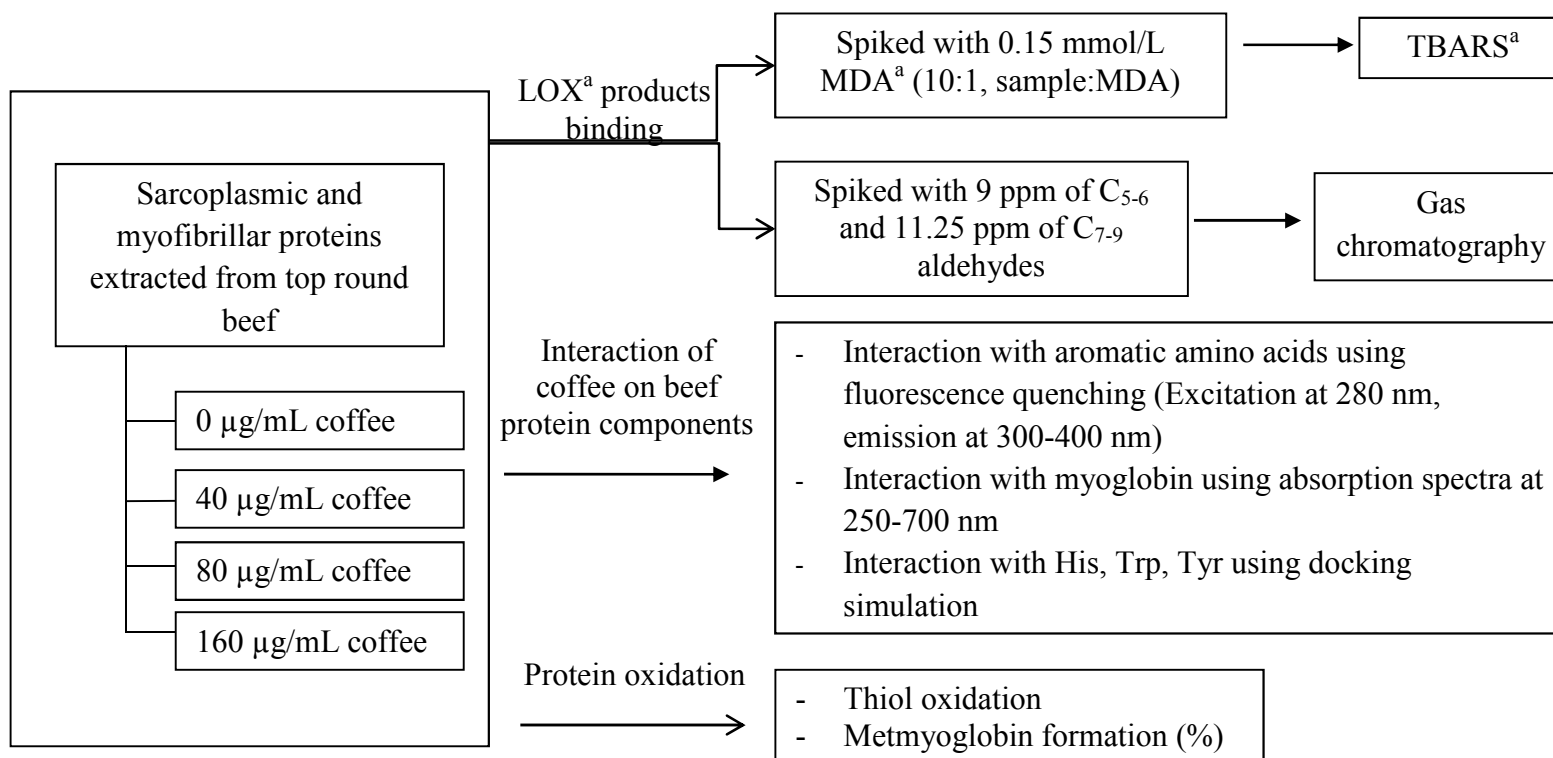 Sarcoplasmic and
myofibrillar proteins
extracted from top round
beef
0 µg/mL coffee
40 µg/mL coffee
80 µg/mL coffee
160 µg/mL coffee
LOXᵃ products
binding
Spiked with 0.15 mmol/L
MDAᵃ (10:1, sample:MDA)
TBARSᵃ
Spiked with 9 ppm of C₅₋₆
and 11.25 ppm of C₇₋₉
aldehydes
Gas
chromatography
Interaction of
coffee on beef
protein components
- Interaction with aromatic amino acids using
fluorescence quenching (Excitation at 280 nm,
emission at 300-400 nm)
- Interaction with myoglobin using absorption spectra at
250-700 nm
- Interaction with His, Trp, Tyr using docking
simulation
Protein oxidation
- Thiol oxidation
- Metmyoglobin formation (%)